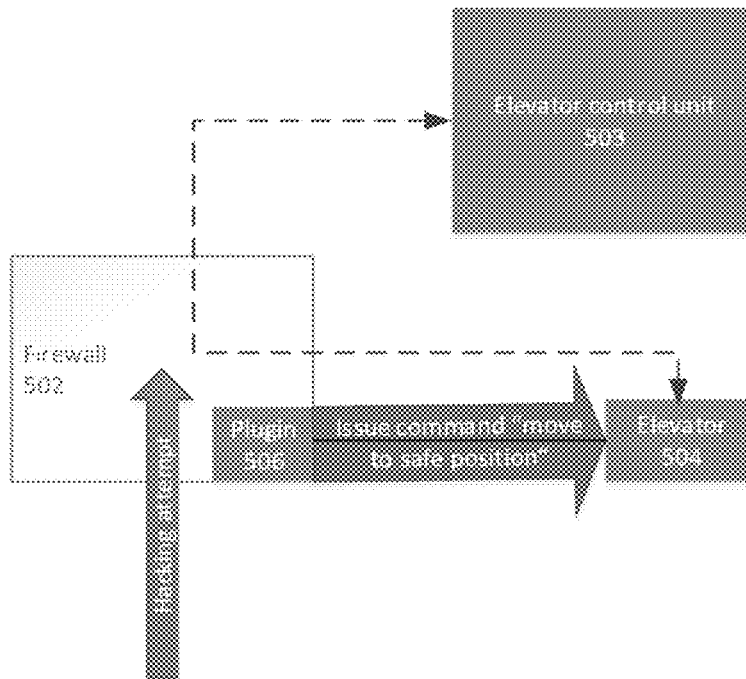 Elevator control unit
503
Firewall
502
Plugin
506
Issue command "move
to safe position"
Elevator
504
Hacking attempt